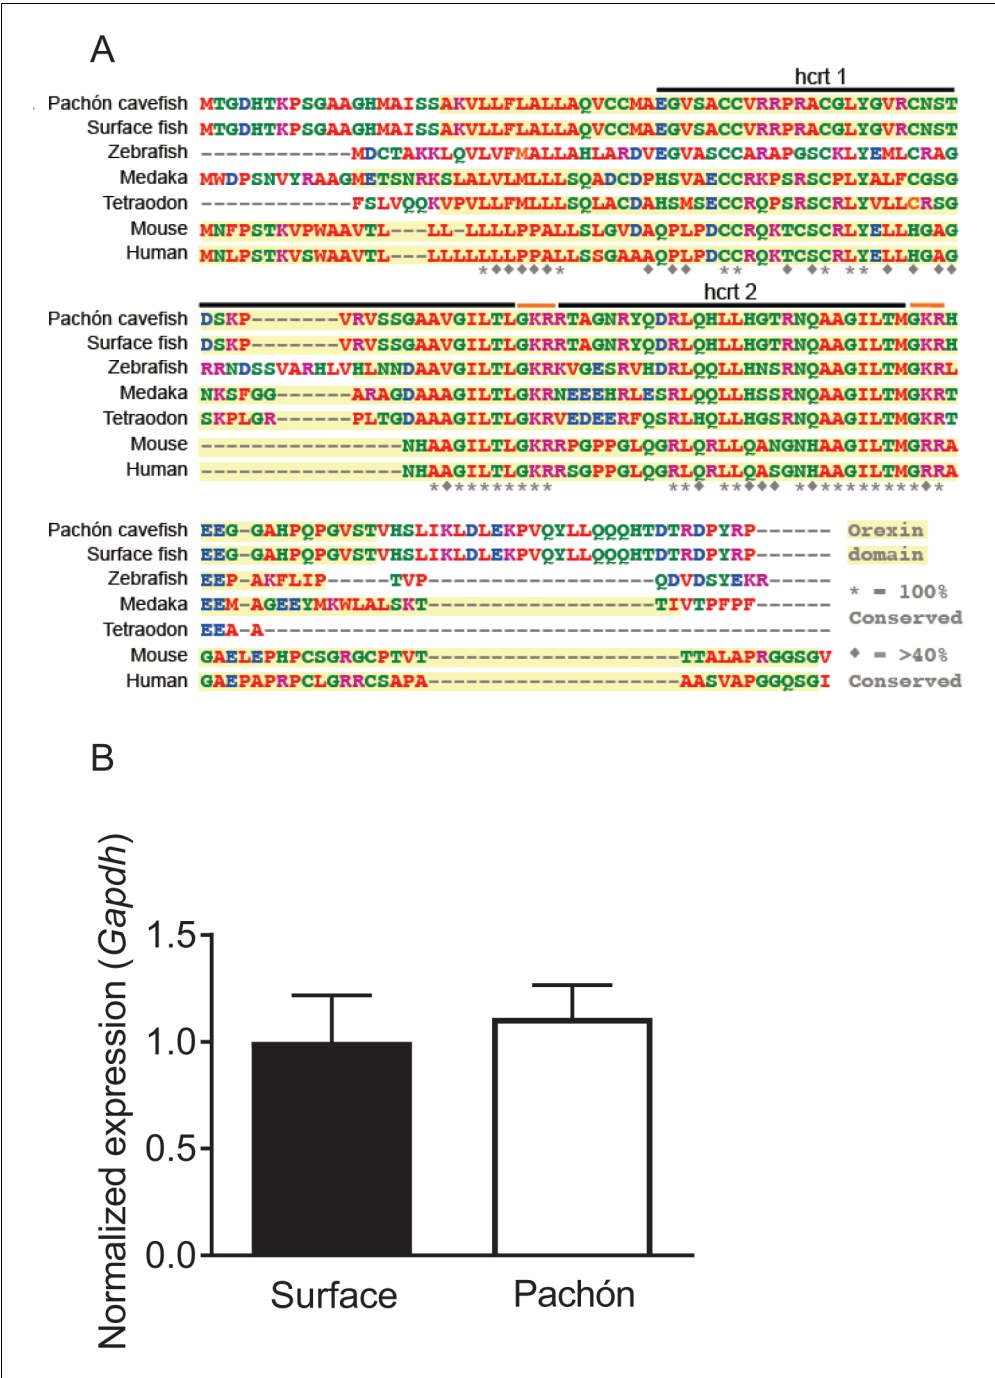 A
hcrt 1
Pachón cavefish MTGDHTKPSGAAGHMAISSAKVLLFLALLAQVCCMAEGVSACCVRRPRACGLYGVRCNST
Surface fish MTGDHTKPSGAAGHMAISSAKVLLFLALLAQVCCMAEGVSACCVRRPRACGLYGVRCNST
Zebrafish ------------MDCTAKKLQVLVFMALLAHLARDVEGVASCCARAPGSCKLYEMLCRAG
Medaka MWDPSNVYRAAGMETSNRKSLALVLMLLLSQADCDPHSVAECCRKPSRSCPLYALFCGSG
Tetraodon ------------FSLVQQKVPVLLFMLLLSQLACDAHSMSECCRQPSRSCRLYVLLCRSG
Mouse MNFPSTKVPWAAVTL---LL-LLLLPPALLSLGVDAQPLPDCCRQKTCSCRLYELLHGAG
Human MNLPSTKVSWAAVTL---LLLLLLLPPALLSSGAAAQPLPDCCRQKTCSCRLYELLHGAG
*◆◆◆◆◆* ◆ ◆◆ ** ◆ *◆* ** ◆ ◆ ◆◆
hcrt 2
Pachón cavefish DSKP-------VRVSSGAAVGILTLGKRRTAGNRYQDRLQHLLHGTRNQAAGILTMGKRH
Surface fish DSKP-------VRVSSGAAVGILTLGKRRTAGNRYQDRLQHLLHGTRNQAAGILTMGKRH
Zebrafish RRNDSSVARHLVHLNNDAAVGILTLGKRKVGESRVHDRLQQLLHNSRNQAAGILTMGKRL
Medaka NKSFGG------ARAGDAAAGILTLGKRNEEEHRLESRLQQLLHSSRNQAAGILTMGKRT
Tetraodon SKPLGR------PLTGDAAAGILTLGKRVEDEERFQSRLHQLLHGSRNQAAGILTMGKRT
Mouse ----------------NHAAGILTLGKRRPGPPGLQGRLQRLLQANGNHAAGILTMGRRA
Human ----------------NHAAGILTLGKRRSGPPGLQGRLQRLLQASGNHAAGILTMGRRA
*◆******** **◆ **◆◆◆ *◆********◆*
Pachón cavefish EEG-GAHPQPGVSTVHSLIKLDLEKPVQYLLQQQHTDTRDPYRP------ Orexin
Surface fish EEG-GAHPQPGVSTVHSLIKLDLEKPVQYLLQQQHTDTRDPYRP------ domain
Zebrafish EEP-AKFLIP-----TVP------------------QDVDSYEKR-----
* = 100%
Medaka EEM-AGEEYMKWLALSKT------------------TIVTPFPF------
Conserved
Tetraodon EEA-A---------------------------------------------
Mouse GAELEPHPCSGRGCPTVT--------------------TTALAPRGGSGV ◆ = >40%
Human GAEPAPRPCLGRRCSAPA--------------------AASVAPGGQSGI Conserved
B
Normalized expression (Gapdh)
1.5
1.0
0.5
0.0
Surface Pachón